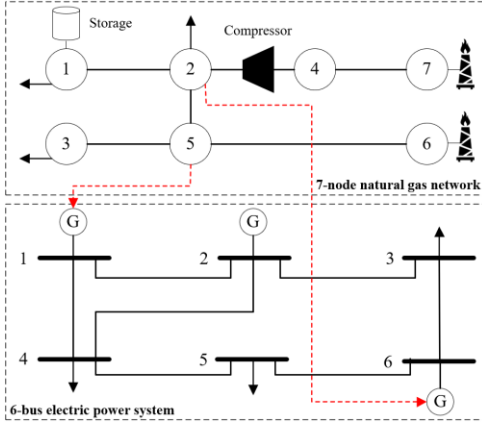 Storage
Compressor
1
2
4
7
3
5
6
7-node natural gas network
G
G
1
2
3
4
5
6
G
6-bus electric power system